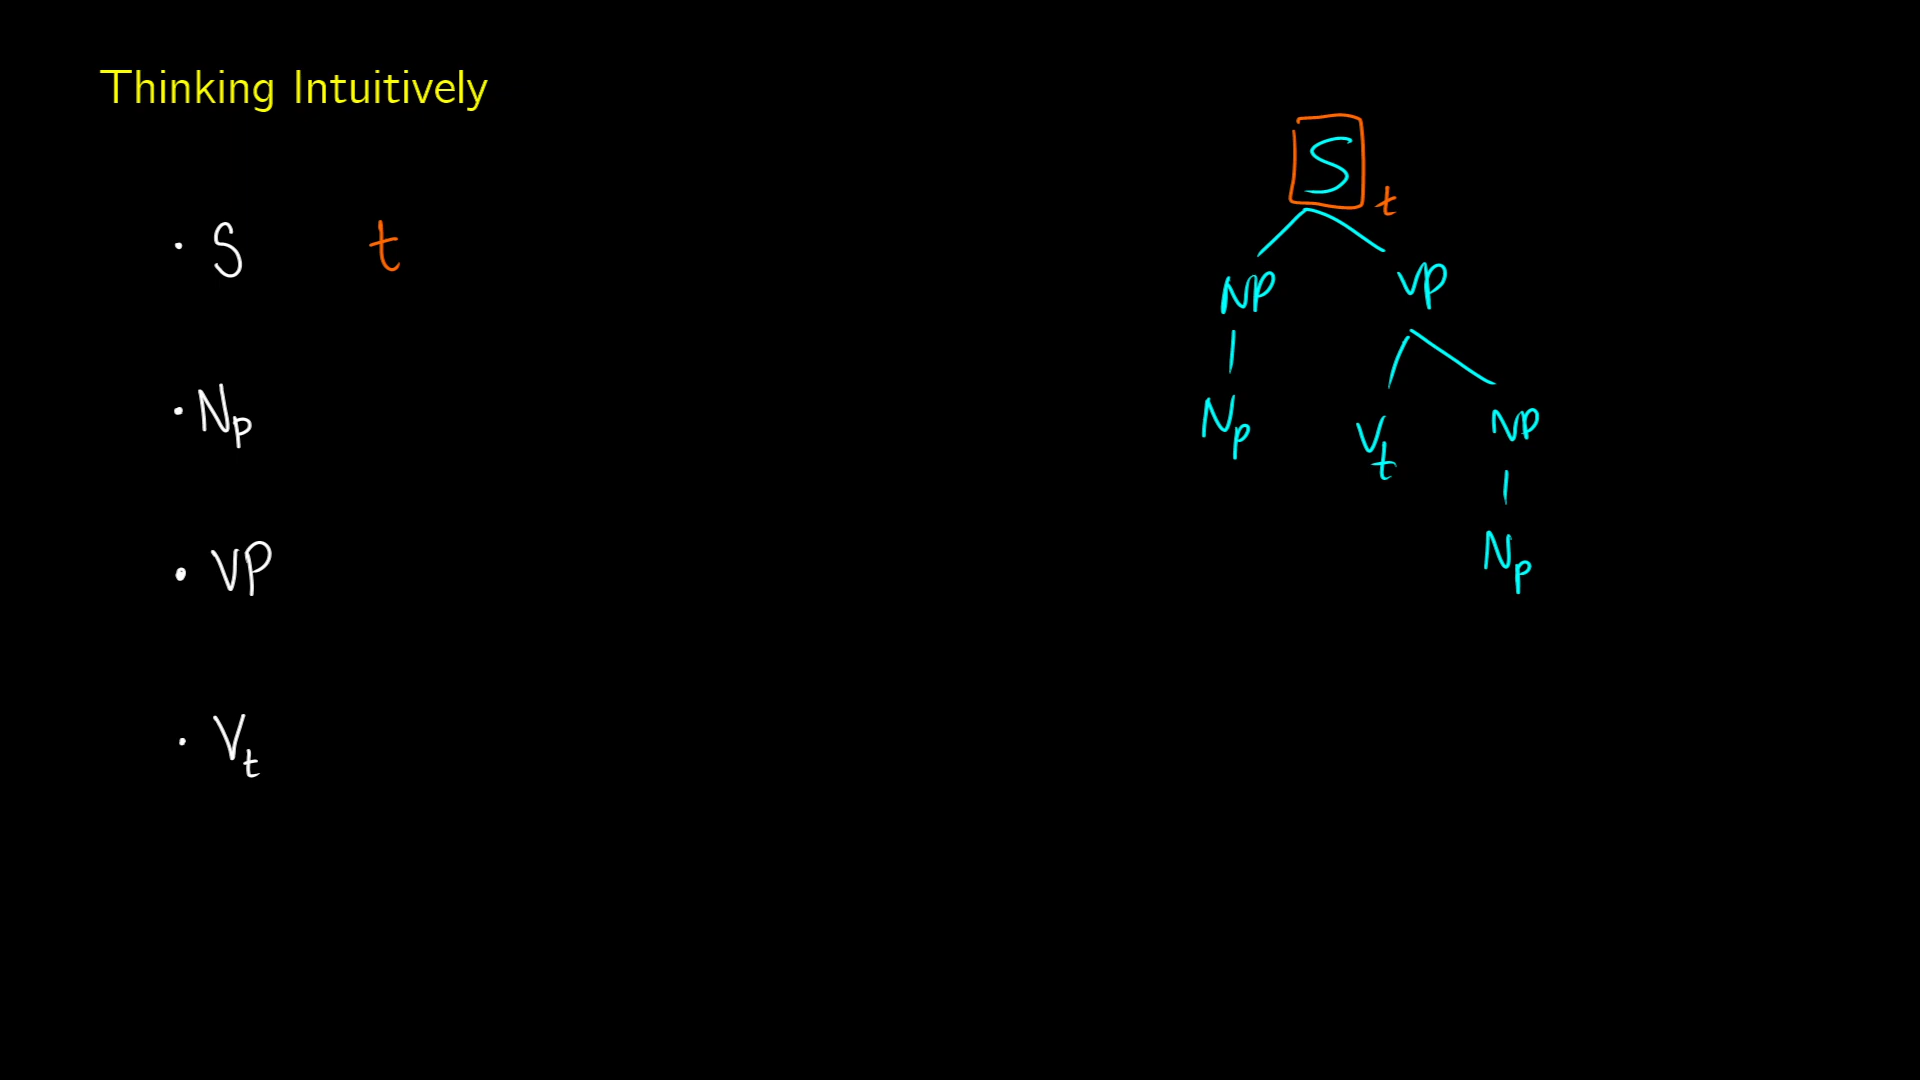 Thinking Intuitively
S
t
· S t
NP VP
· Np
Np Vt NP
· VP
Np
· Vt